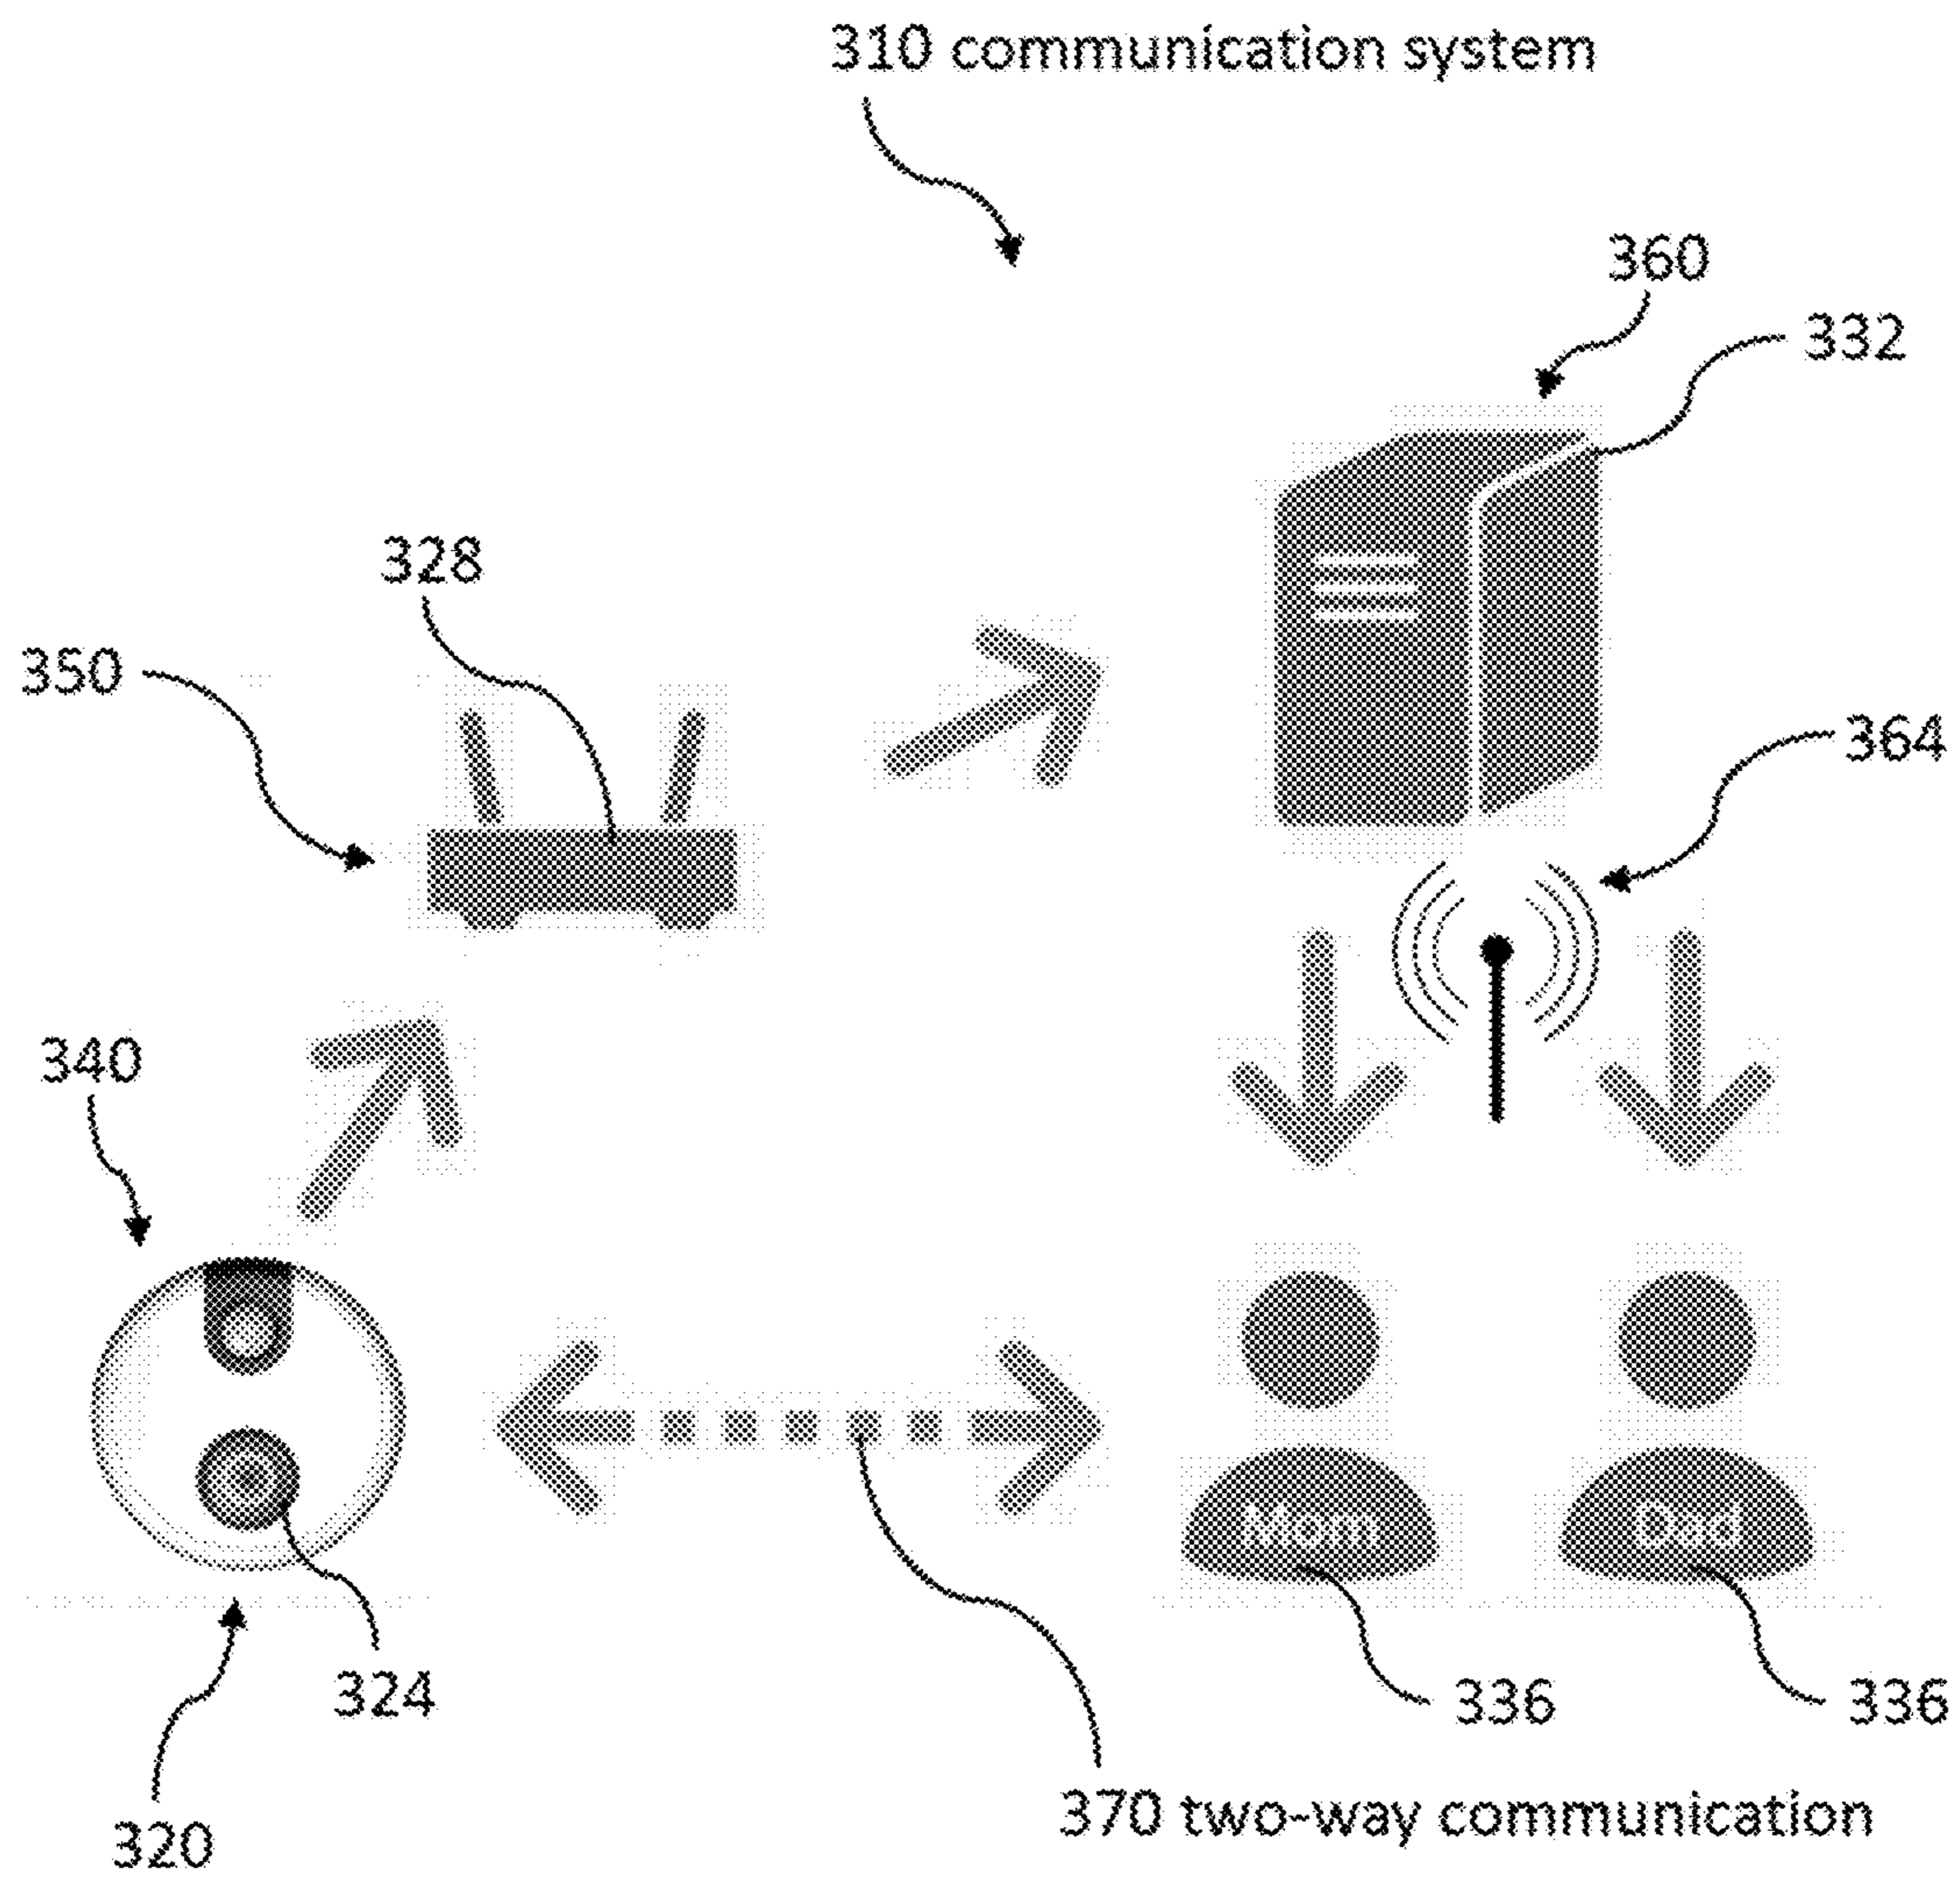 310 communication system
360
332
328
350
364
340
Mom
Dad
324
336
336
370 two-way communication
320